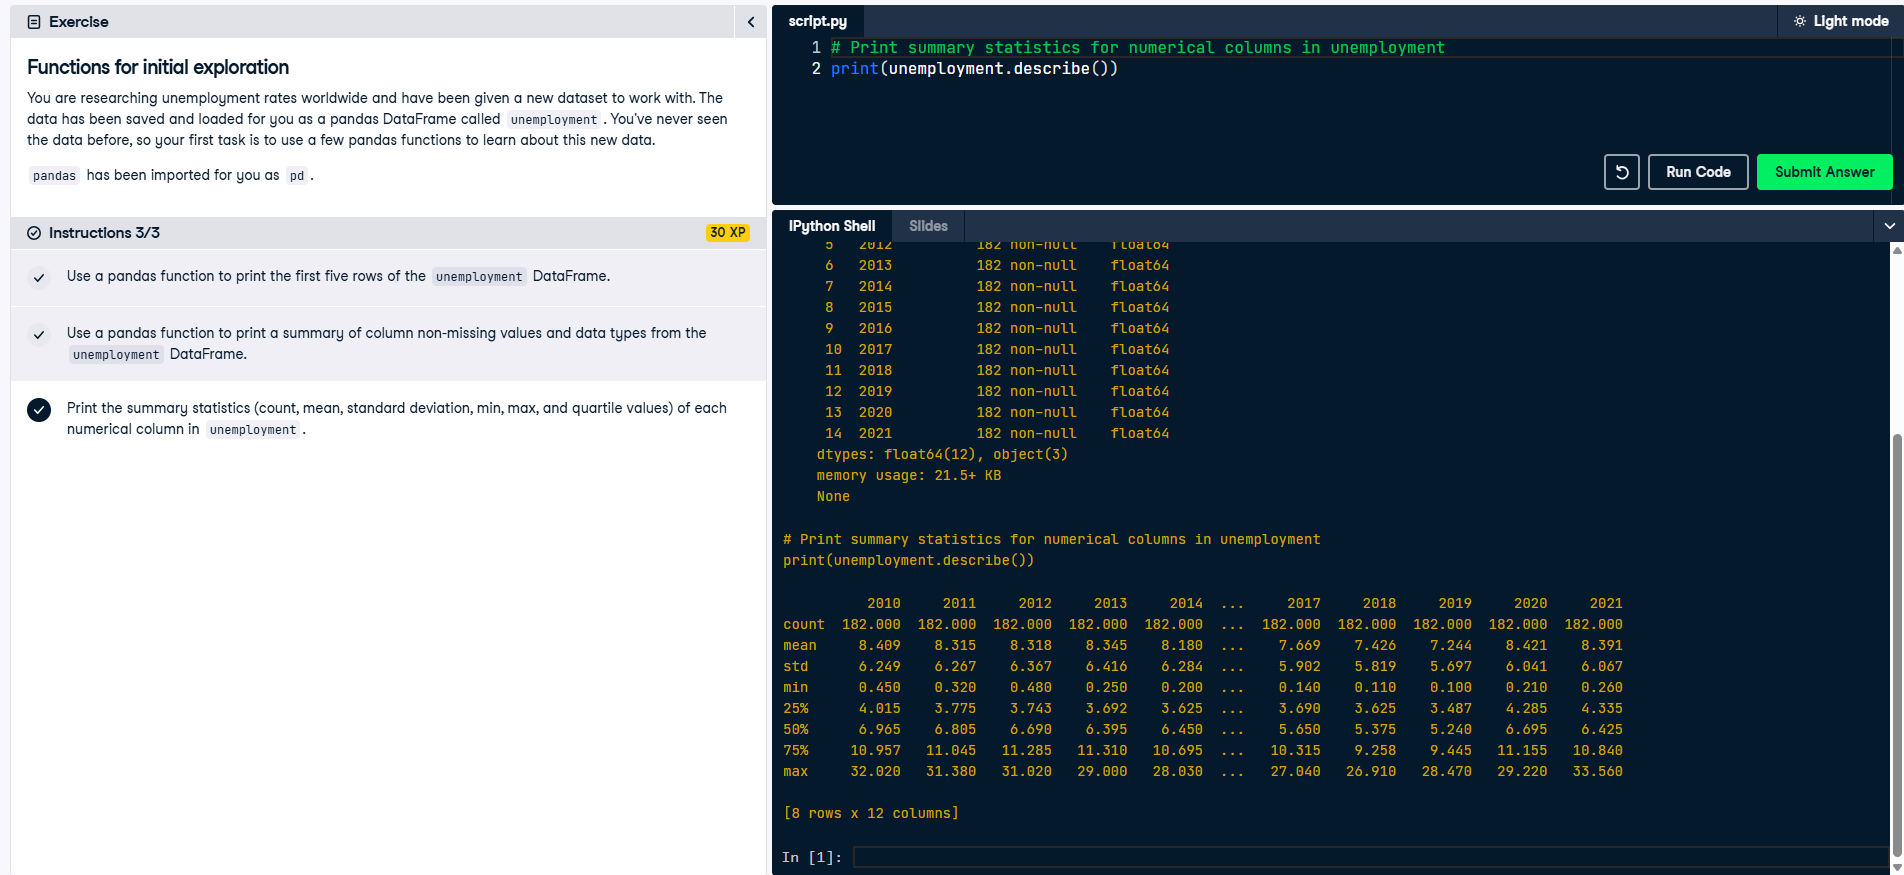 Exercise
Functions for initial exploration
You are researching unemployment rates worldwide and have been given a new dataset to work with. The
data has been saved and loaded for you as a pandas DataFrame called unemployment. You've never seen
the data before, so your first task is to use a few pandas functions to learn about this new data.
pandas has been imported for you as pd.
Instructions 3/3
30 XP
Use a pandas function to print the first five rows of the unemployment DataFrame.
Use a pandas function to print a summary of column non-missing values and data types from the
unemployment DataFrame.
Print the summary statistics (count, mean, standard deviation, min, max, and quartile values) of each
numerical column in unemployment.
script.py
Light mode
1 # Print summary statistics for numerical columns in unemployment
2 print(unemployment.describe())
Run Code
Submit Answer
IPython Shell
Slides
5 2012 182 non-null float64
6 2013 182 non-null float64
7 2014 182 non-null float64
8 2015 182 non-null float64
9 2016 182 non-null float64
10 2017 182 non-null float64
11 2018 182 non-null float64
12 2019 182 non-null float64
13 2020 182 non-null float64
14 2021 182 non-null float64
dtypes: float64(12), object(3)
memory usage: 21.5+ KB
None
# Print summary statistics for numerical columns in unemployment
print(unemployment.describe())
2010 2011 2012 2013 2014 ... 2017 2018 2019 2020 2021
count 182.000 182.000 182.000 182.000 182.000 ... 182.000 182.000 182.000 182.000 182.000
mean 8.409 8.315 8.318 8.345 8.180 ... 7.669 7.426 7.244 8.421 8.391
std 6.249 6.267 6.367 6.416 6.284 ... 5.902 5.819 5.697 6.041 6.067
min 0.450 0.320 0.480 0.250 0.200 ... 0.140 0.110 0.100 0.210 0.260
25% 4.015 3.775 3.743 3.692 3.625 ... 3.690 3.625 3.487 4.285 4.335
50% 6.965 6.805 6.690 6.395 6.450 ... 5.650 5.375 5.240 6.695 6.425
75% 10.957 11.045 11.285 11.310 10.695 ... 10.315 9.258 9.445 11.155 10.840
max 32.020 31.380 31.020 29.000 28.030 ... 27.040 26.910 28.470 29.220 33.560
[8 rows x 12 columns]
In [1]: